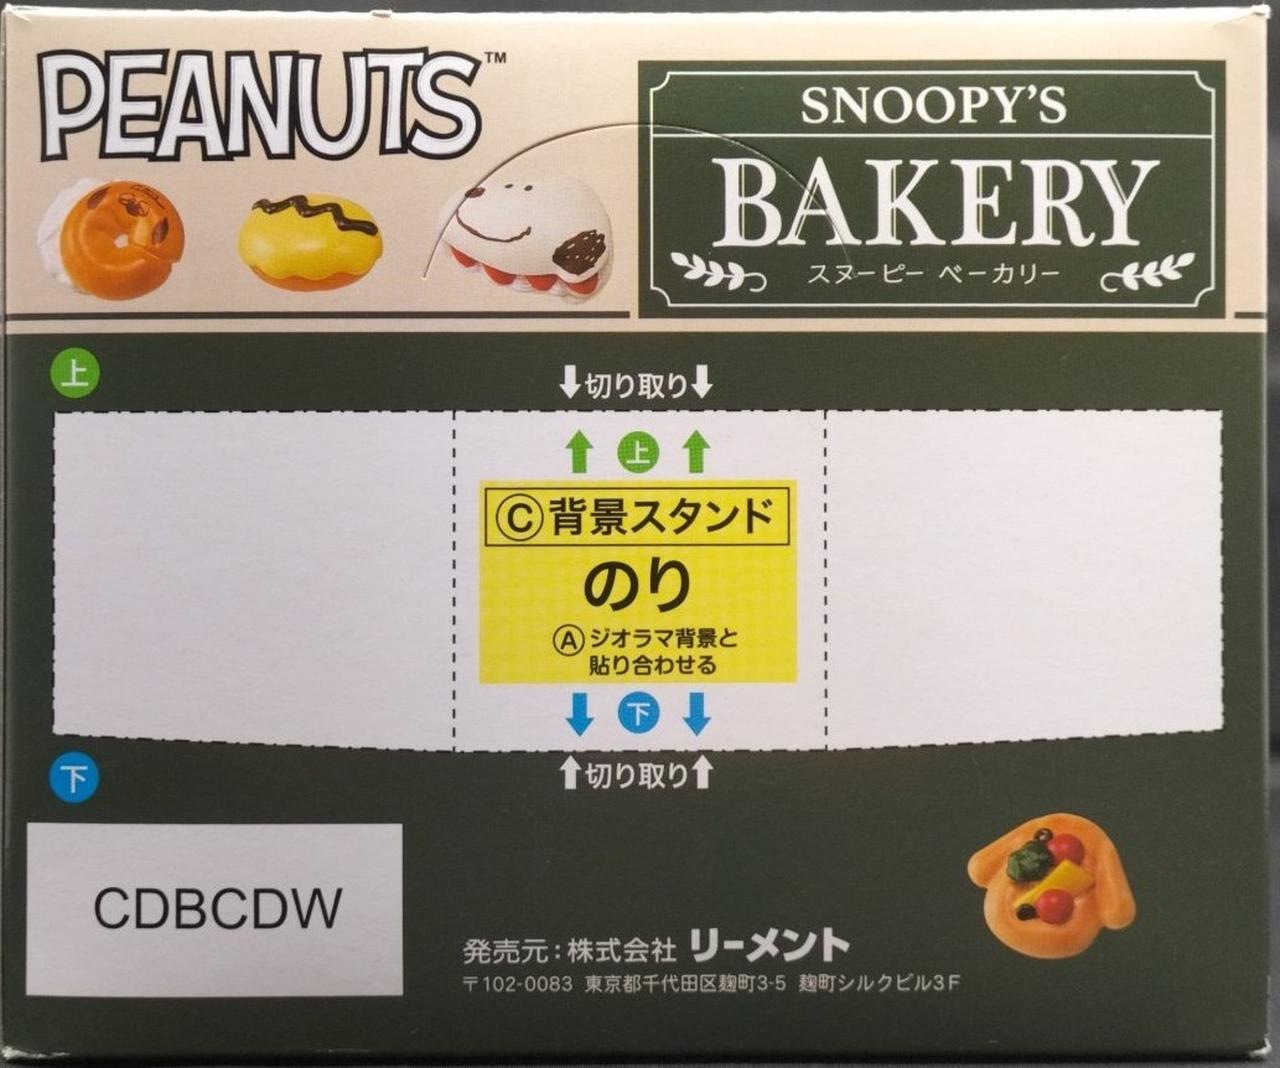 PEANUTS™
SNOOPY'S
BAKERY
スヌーピー ベーカリー
上
↓切り取り↓
↑ 上 ↑
Ⓒ背景スタンド
のり
Ⓐジオラマ背景と
貼り合わせる
↓ 下 ↓
↑切り取り↑
下
CDBCDW
発売元:株式会社 リーメント
〒102-0083 東京都千代田区麹町3-5 麹町シルクビル3F